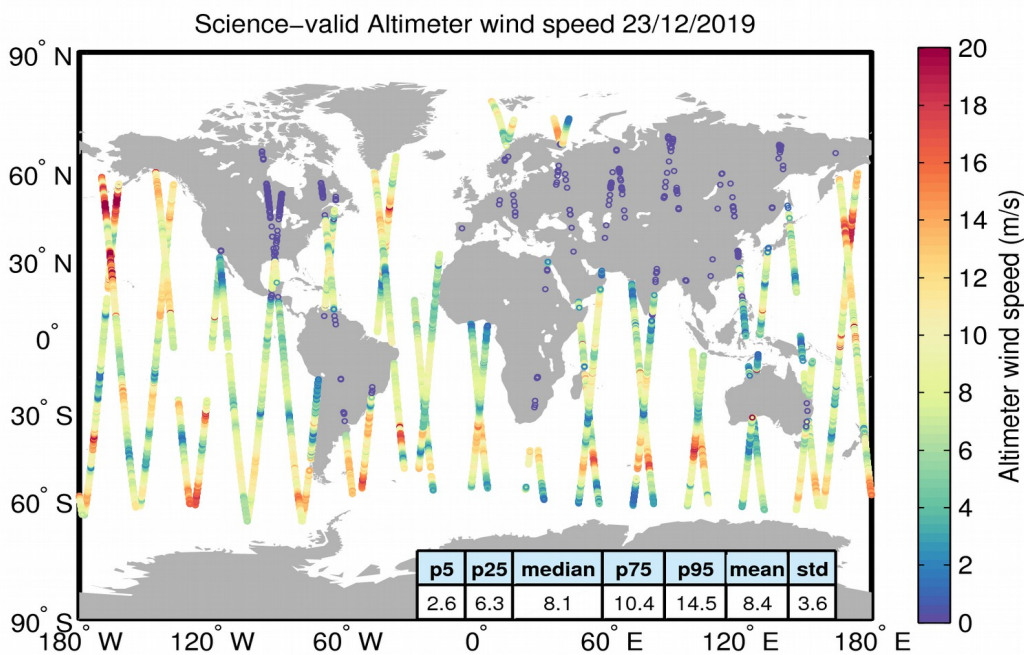 Science−valid Altimeter wind speed 23/12/2019
90° N
60° N
30° N
0°
30° S
60° S
90° S
180° W
120° W
60° W
0°
60° E
120° E
180° E
p5 p25 median p75 p95 mean std
2.6 6.3 8.1 10.4 14.5 8.4 3.6
20
18
16
14
12
10
8
6
4
2
0
Altimeter wind speed (m/s)